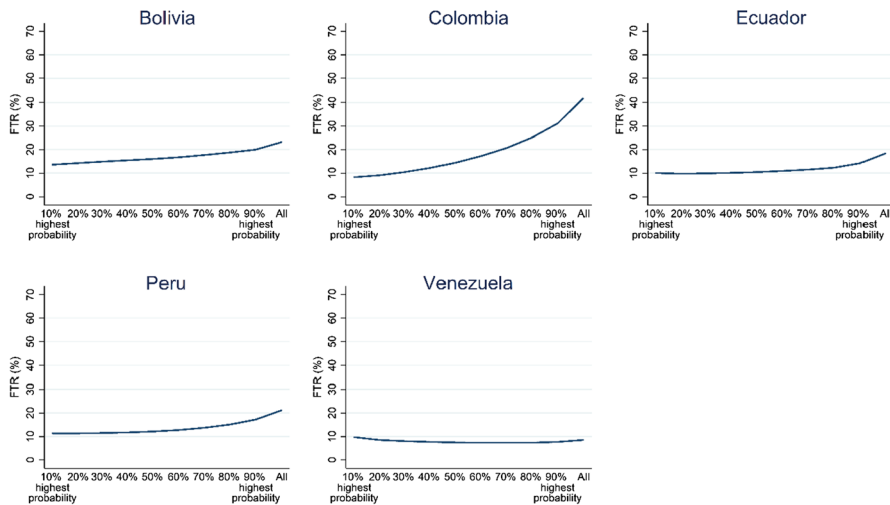 Bolivia
FTR (%)
70
60
50
40
30
20
10
0
10% 20% 30% 40% 50% 60% 70% 80% 90% All
highest highest
probability probability
Colombia
FTR (%)
70
60
50
40
30
20
10
0
10% 20% 30% 40% 50% 60% 70% 80% 90% All
highest highest
probability probability
Ecuador
FTR (%)
70
60
50
40
30
20
10
0
10% 20% 30% 40% 50% 60% 70% 80% 90% Al
highest highest
probability probability
Peru
FTR (%)
70
60
50
40
30
20
10
0
10% 20% 30% 40% 50% 60% 70% 80% 90% All
highest highest
probability probability
Venezuela
FTR (%)
70
60
50
40
30
20
10
0
10% 20% 30% 40% 50% 60% 70% 80% 90% All
highest highest
probability probability